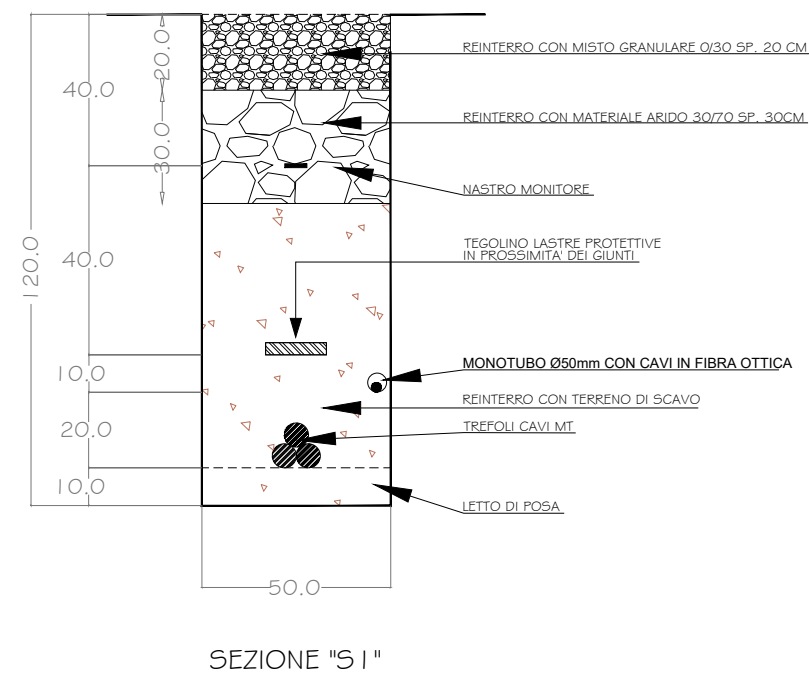 20.0
REINTERRO CON MISTO GRANULARE 0/30 SP. 20 CM
40.0
REINTERRO CON MATERIALE ARIDO 30/70 SP. 30CM
30.0
NASTRO MONITORE
120.0
40.0
TEGOLINO LASTRE PROTETTIVE
IN PROSSIMITA' DEI GIUNTI
10.0
MONOTUBO Ø50mm CON CAVI IN FIBRA OTTICA
REINTERRO CON TERRENO DI SCAVO
20.0
TREFOLI CAVI MT
10.0
LETTO DI POSA
50.0
SEZIONE "S1"